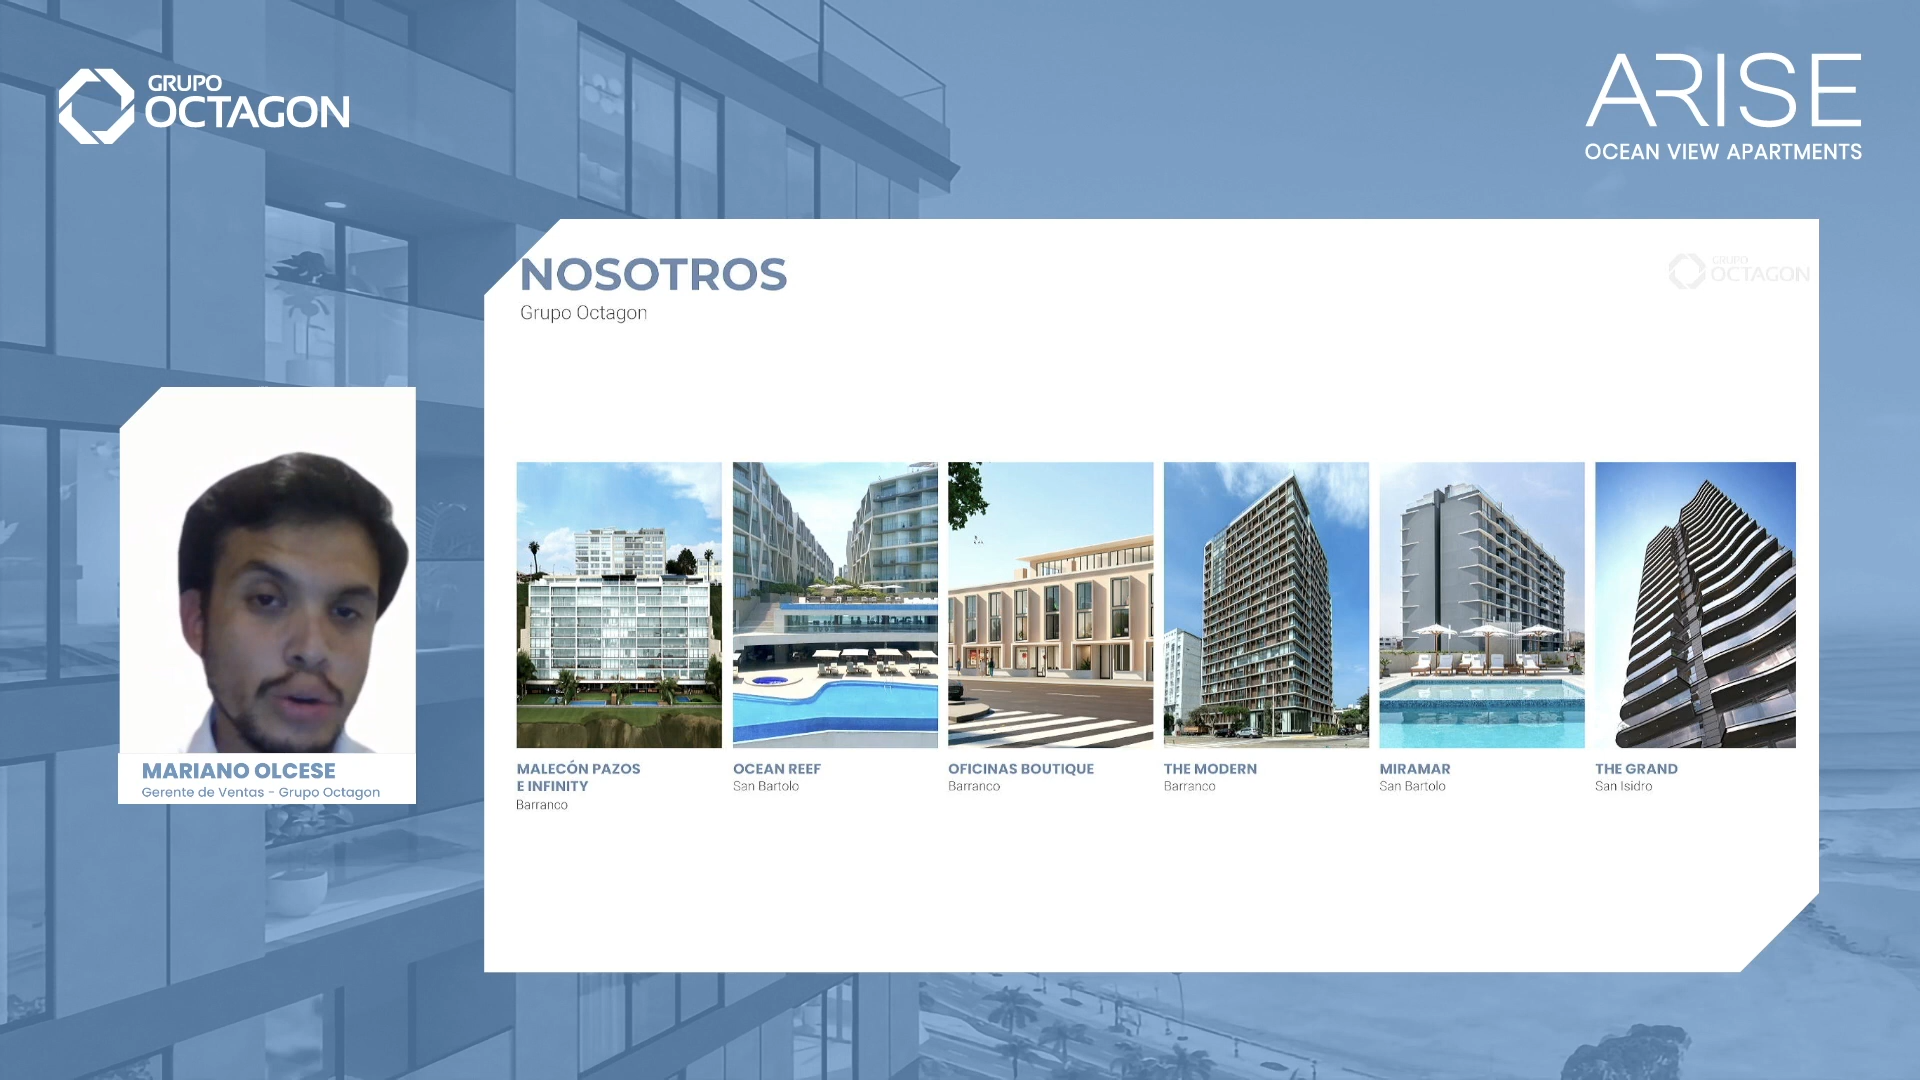 GRUPO
OCTAGON
ARISE
OCEAN VIEW APARTMENTS
NOSOTROS
Grupo Octagon
GRUPO
OCTAGON
MARIANO OLCESE
Gerente de Ventas - Grupo Octagon
MALECÓN PAZOS
E INFINITY
Barranco
OCEAN REEF
San Bartolo
OFICINAS BOUTIQUE
Barranco
THE MODERN
Barranco
MIRAMAR
San Bartolo
THE GRAND
San Isidro